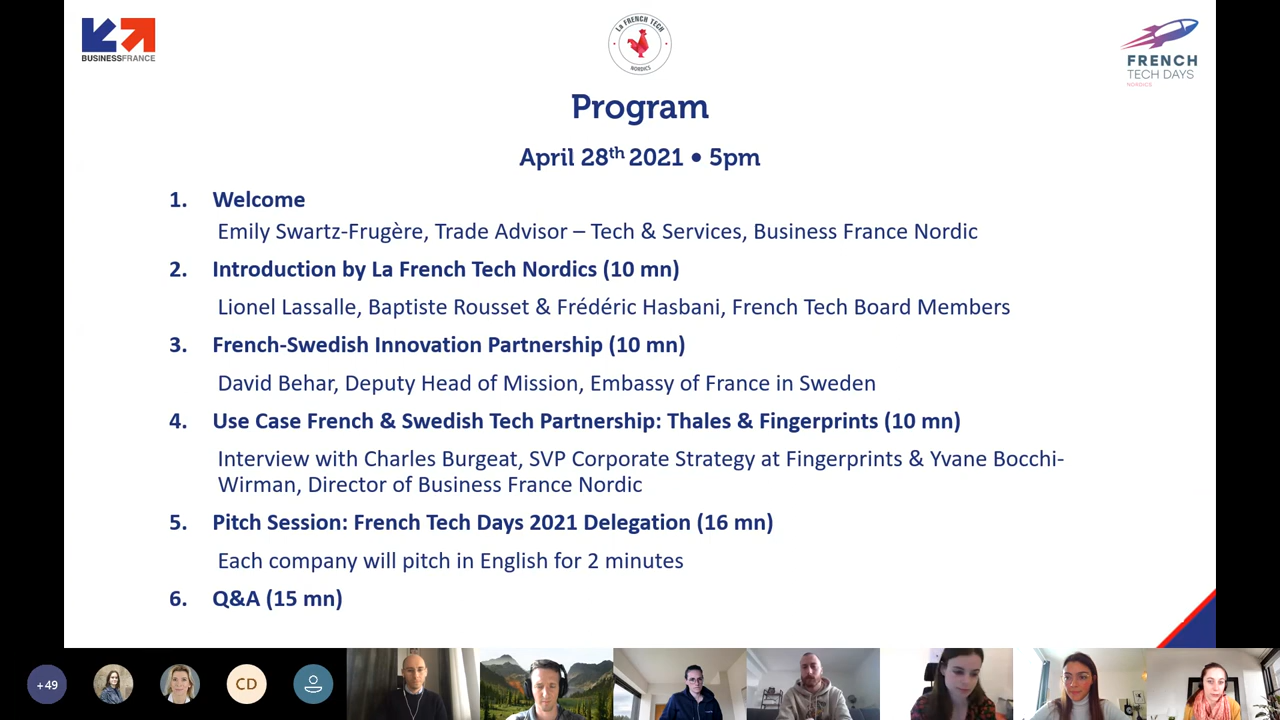 BUSINESSFRANCE
La FRENCH TECH
NORDICS
FRENCH
TECH DAYS
NORDICS
Program
April 28th 2021 • 5pm
1. Welcome
Emily Swartz-Frugère, Trade Advisor – Tech & Services, Business France Nordic
2. Introduction by La French Tech Nordics (10 mn)
Lionel Lassalle, Baptiste Rousset & Frédéric Hasbani, French Tech Board Members
3. French-Swedish Innovation Partnership (10 mn)
David Behar, Deputy Head of Mission, Embassy of France in Sweden
4. Use Case French & Swedish Tech Partnership: Thales & Fingerprints (10 mn)
Interview with Charles Burgeat, SVP Corporate Strategy at Fingerprints & Yvane Bocchi-
Wirman, Director of Business France Nordic
5. Pitch Session: French Tech Days 2021 Delegation (16 mn)
Each company will pitch in English for 2 minutes
6. Q&A (15 mn)
+49
CD